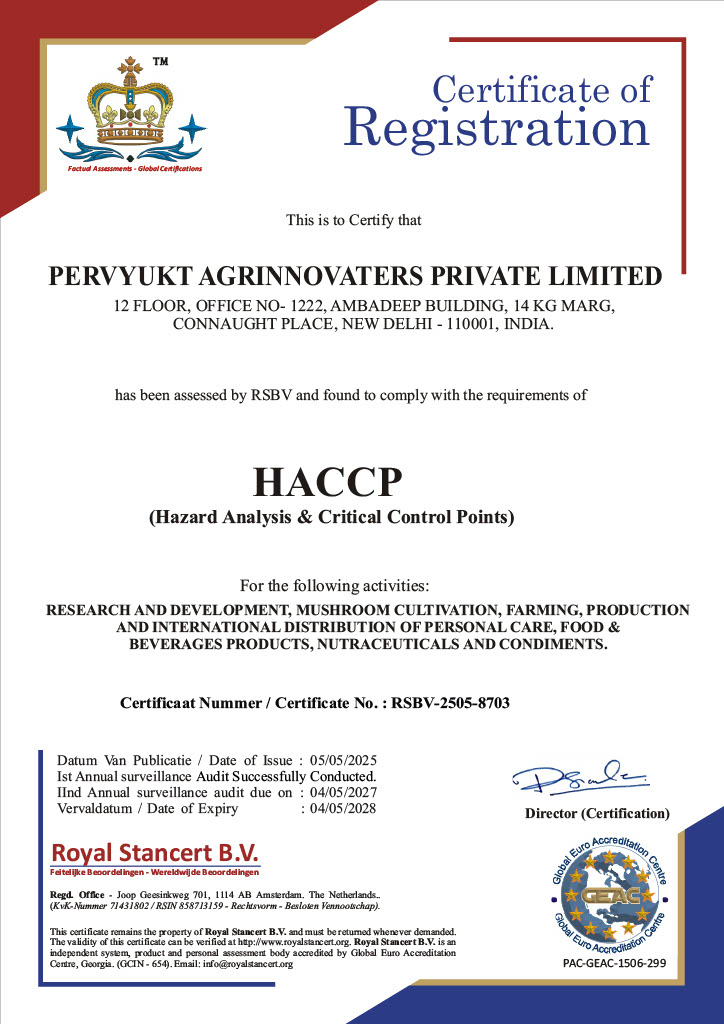 TM
Factual Assessments - Global Certifications
Certificate of
Registration
This is to Certify that
PERVYUKT AGRINNOVATERS PRIVATE LIMITED
12 FLOOR, OFFICE NO- 1222, AMBADEEP BUILDING, 14 KG MARG,
CONNAUGHT PLACE, NEW DELHI - 110001, INDIA.
has been assessed by RSBV and found to comply with the requirements of
HACCP
(Hazard Analysis & Critical Control Points)
For the following activities:
RESEARCH AND DEVELOPMENT, MUSHROOM CULTIVATION, FARMING, PRODUCTION
AND INTERNATIONAL DISTRIBUTION OF PERSONAL CARE, FOOD &
BEVERAGES PRODUCTS, NUTRACEUTICALS AND CONDIMENTS.
Certificaat Nummer / Certificate No. : RSBV-2505-8703
Datum Van Publicatie / Date of Issue : 05/05/2025
Ist Annual surveillance Audit Successfully Conducted.
IInd Annual surveillance audit due on : 04/05/2027
Vervaldatum / Date of Expiry : 04/05/2028
Director (Certification)
Royal Stancert B.V.
Feitelijke Beoordelingen - Wereldwijde Beoordelingen
Regd. Office - Joop Geesinkweg 701, 1114 AB Amsterdam. The Netherlands..
(KvK-Nummer 71431802 / RSIN 858713159 - Rechtsvorm - Besloten Vennootschap).
This certificate remains the property of Royal Stancert B.V. and must be returned whenever demanded.
The validity of this certificate can be verified at http://www.royalstancert.org. Royal Stancert B.V. is an
independent system, product and personal assessment body accredited by Global Euro Accreditation
Centre, Georgia. (GCIN - 654). Email: info@royalstancert.org
Global Euro Accreditation Centre
GEAC
Global Euro Accreditation Centre
PAC-GEAC-1506-299